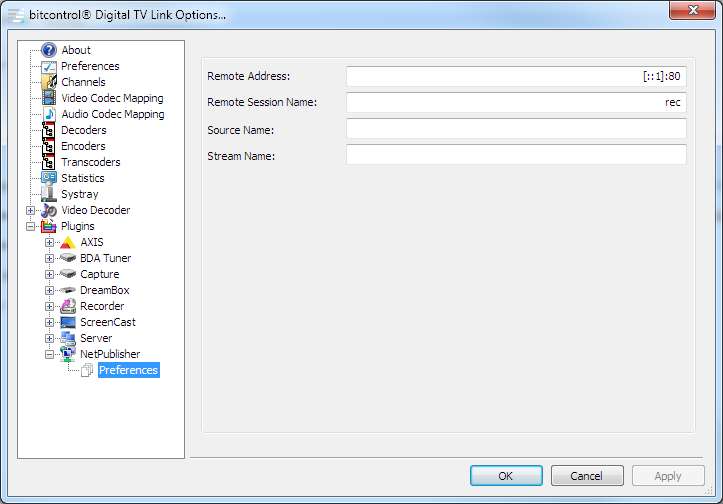 bitcontrol® Digital TV Link Options...
About
Preferences
Channels
Video Codec Mapping
Audio Codec Mapping
Decoders
Encoders
Transcoders
Statistics
Systray
Video Decoder
Plugins
AXIS
BDA Tuner
Capture
DreamBox
Recorder
ScreenCast
Server
NetPublisher
Preferences
Remote Address: [::1]:80
Remote Session Name: rec
Source Name:
Stream Name:
OK Cancel Apply